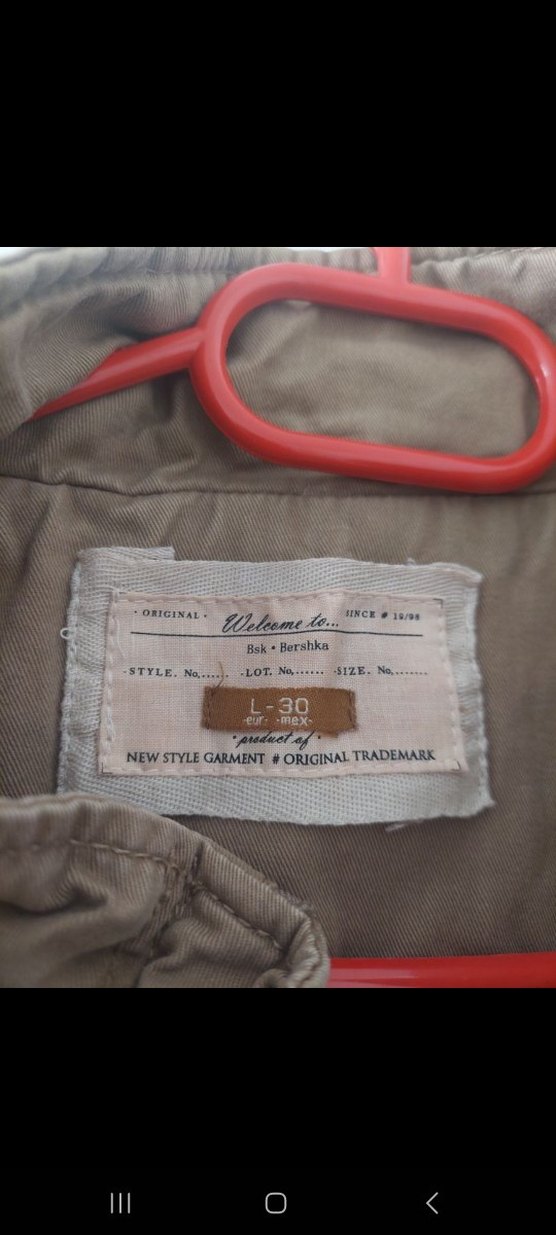 · ORIGINAL ·
Welcome to...
SINCE # 19/98
Bsk • Bershka
·STYLE. No,...... ·LOT. No,...... ·SIZE. No,.......
L-30
·eur· ·mex·
·product of·
NEW STYLE GARMENT # ORIGINAL TRADEMARK